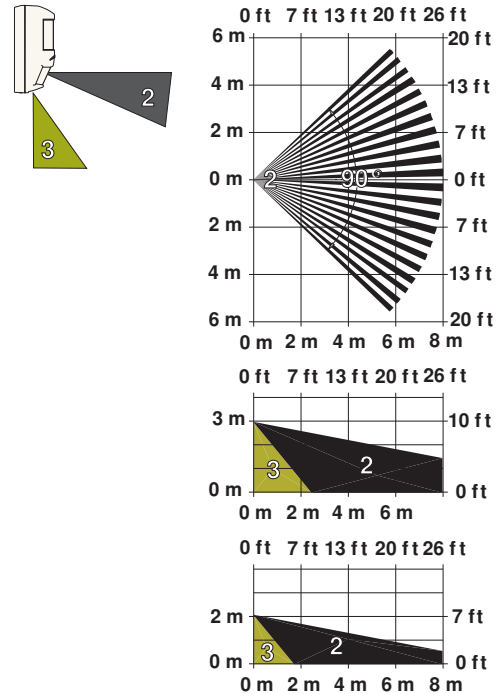 2
3
0 ft 7 ft 13 ft 20 ft 26 ft
6 m 20 ft
4 m 13 ft
2 m 7 ft
0 m 2 90° 0 ft
2 m 7 ft
4 m 13 ft
6 m 20 ft
0 m 2 m 4 m 6 m 8 m
0 ft 7 ft 13 ft 20 ft 26 ft
3 m 10 ft
3 2
0 m 0 ft
0 m 2 m 4 m 6 m
0 ft 7 ft 13 ft 20 ft 26 ft
2 m 7 ft
3 2
0 m 0 ft
0 m 2 m 4 m 6 m 8 m